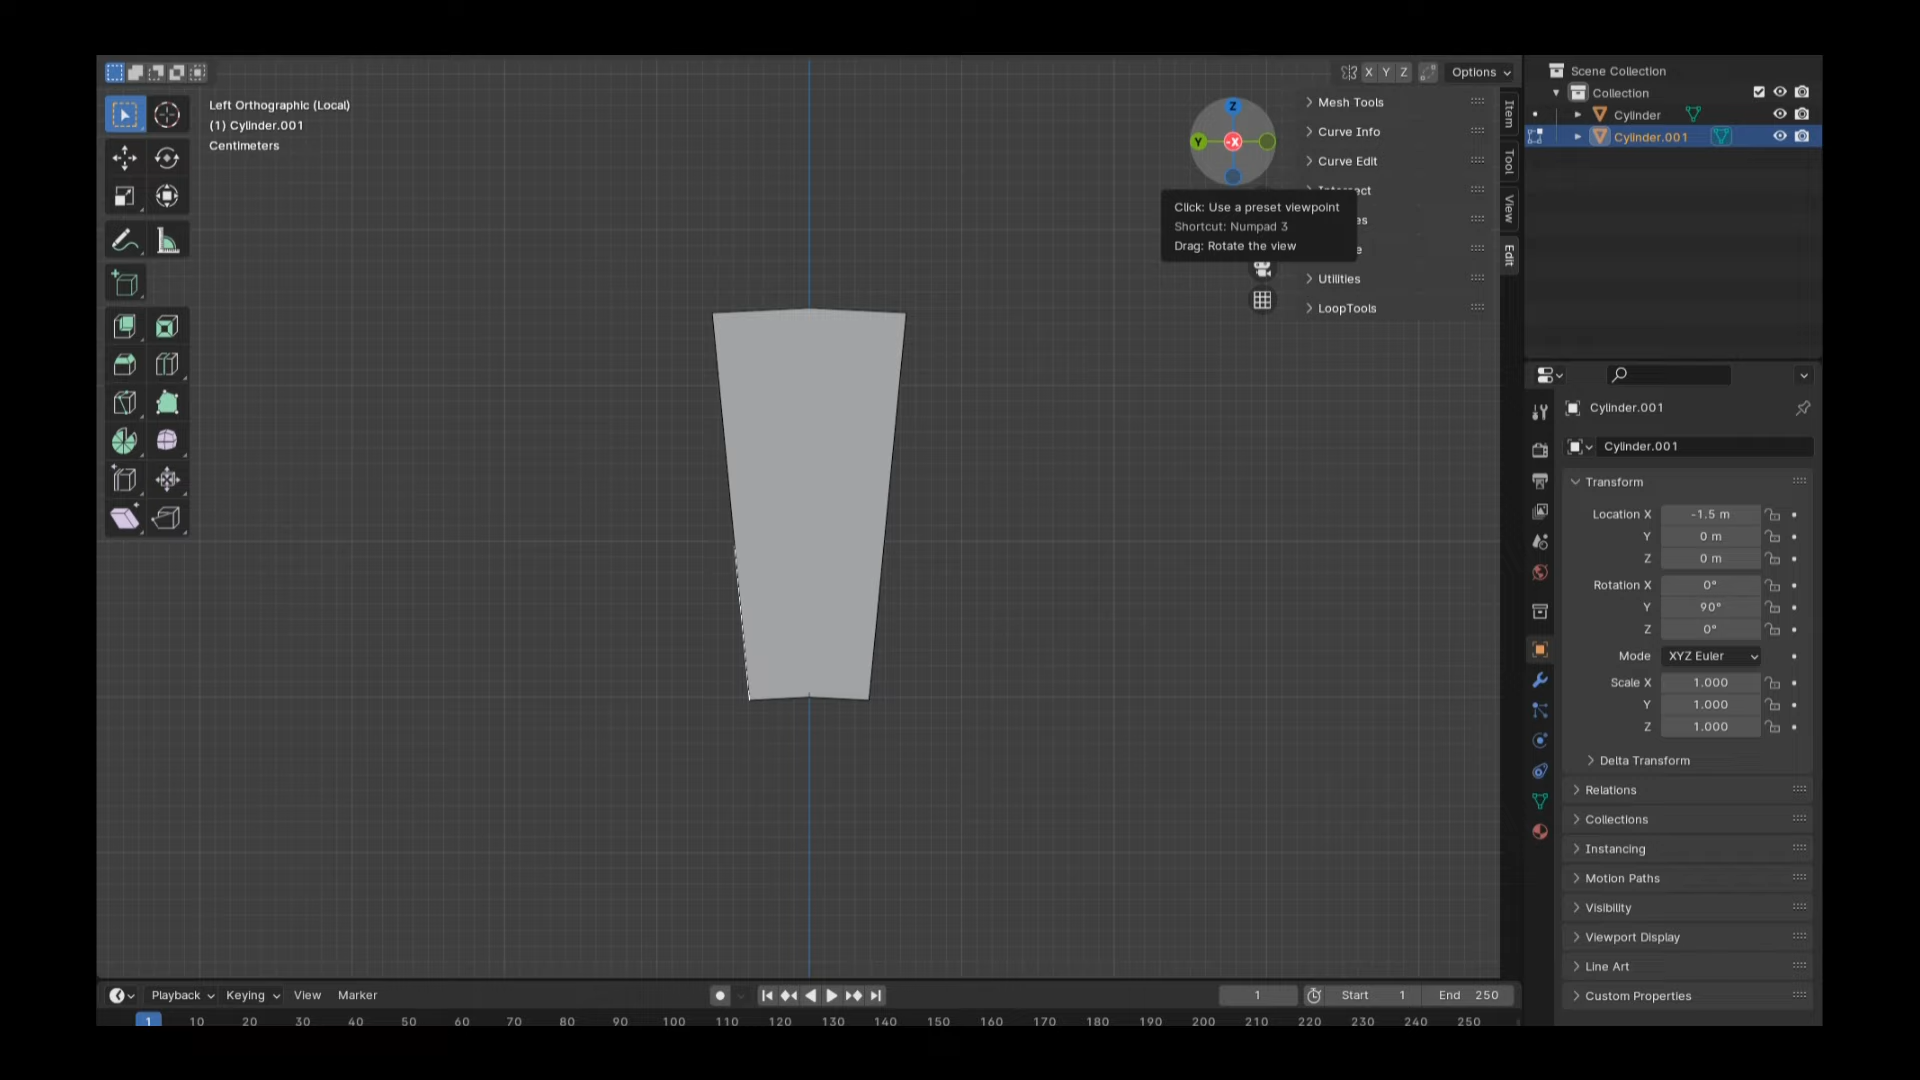 X Y Z Options
Scene Collection
Collection
Cylinder
Cylinder.001
Left Orthographic (Local)
(1) Cylinder.001
Centimeters
Z
Y
-X
Mesh Tools
Curve Info
Curve Edit
Click: Use a preset viewpoint
Shortcut: Numpad 3
Drag: Rotate the view
Utilities
LoopTools
Item
Tool
View
Edit
Cylinder.001
Cylinder.001
Transform
Location X -1.5 m
Y 0 m
Z 0 m
Rotation X 0°
Y 90°
Z 0°
Mode XYZ Euler
Scale X 1.000
Y 1.000
Z 1.000
Delta Transform
Relations
Collections
Instancing
Motion Paths
Visibility
Viewport Display
Line Art
Custom Properties
Playback Keying View Marker 1 Start 1 End 250
1 10 20 30 40 50 60 70 80 90 100 110 120 130 140 150 160 170 180 190 200 210 220 230 240 250